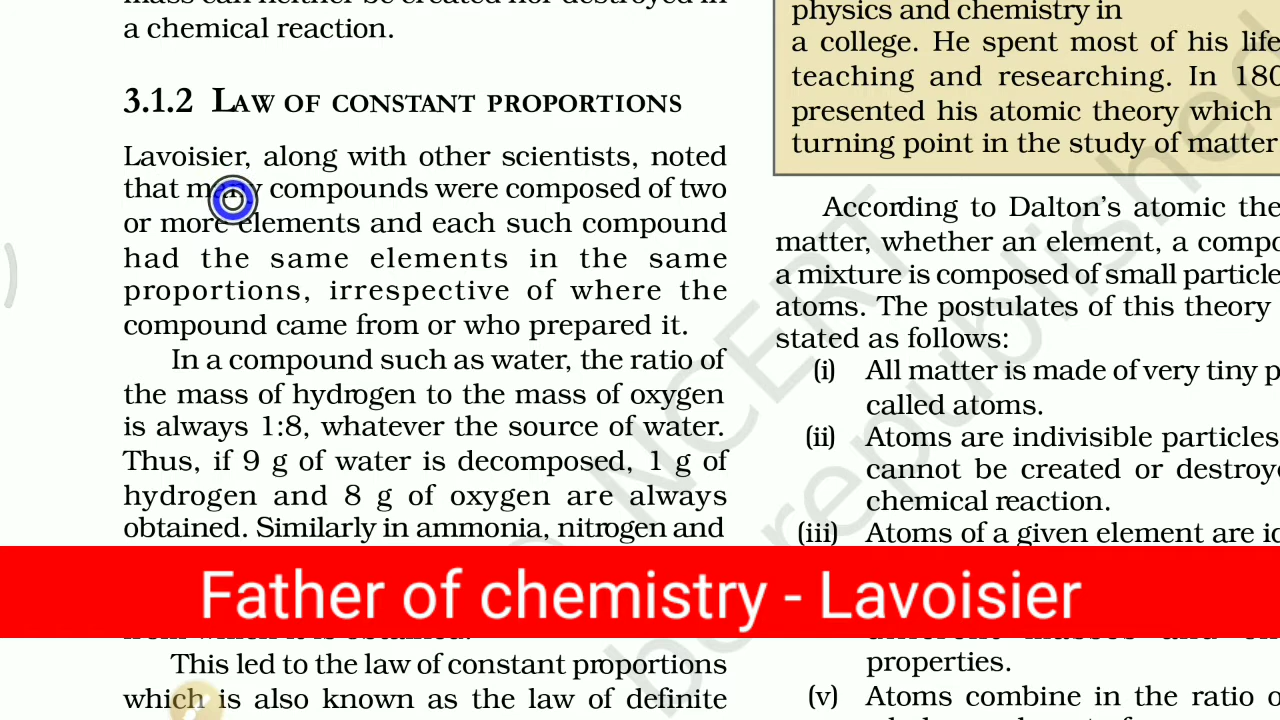 a chemical reaction.
3.1.2 LAW OF CONSTANT PROPORTIONS
Lavoisier, along with other scientists, noted
that many compounds were composed of two
or more elements and each such compound
had the same elements in the same
proportions, irrespective of where the
compound came from or who prepared it.
In a compound such as water, the ratio of
the mass of hydrogen to the mass of oxygen
is always 1:8, whatever the source of water.
Thus, if 9 g of water is decomposed, 1 g of
hydrogen and 8 g of oxygen are always
obtained. Similarly in ammonia, nitrogen and
This led to the law of constant proportions
which is also known as the law of definite
physics and chemistry in
a college. He spent most of his life
teaching and researching. In 180
presented his atomic theory which
turning point in the study of matter
According to Dalton's atomic the
matter, whether an element, a compo
a mixture is composed of small particle
atoms. The postulates of this theory
stated as follows:
(i) All matter is made of very tiny p
called atoms.
(ii) Atoms are indivisible particles
cannot be created or destroye
chemical reaction.
(iii) Atoms of a given element are id
properties.
(v) Atoms combine in the ratio o
Father of chemistry - Lavoisier
© NCERT
be republished